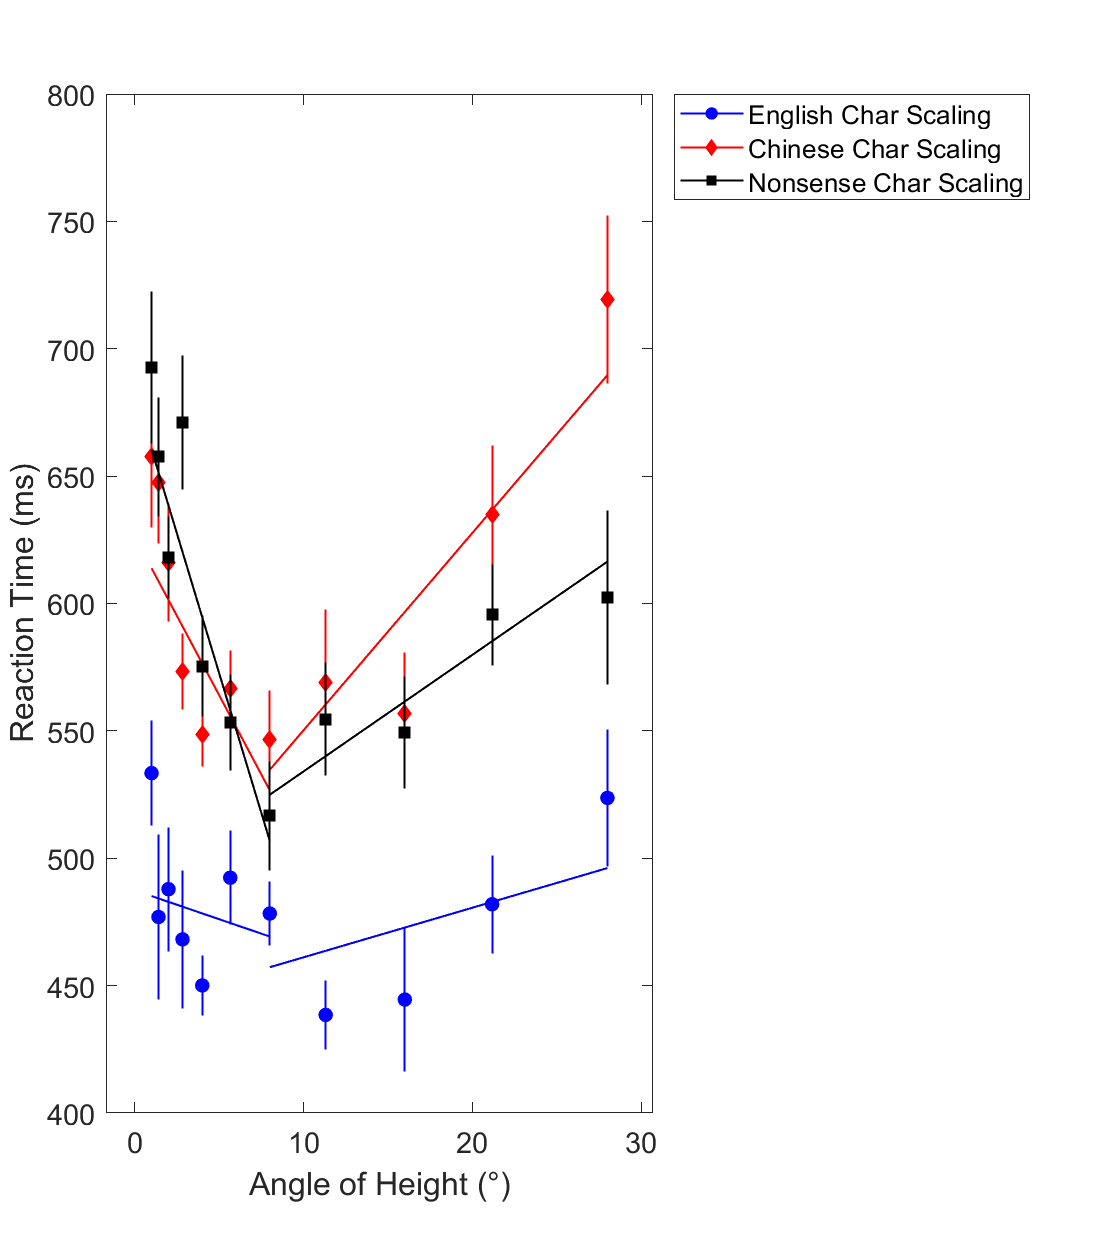 English Char Scaling
Chinese Char Scaling
Nonsense Char Scaling
800
750
700
650
600
550
500
450
400
0 10 20 30
Reaction Time (ms)
Angle of Height (°)